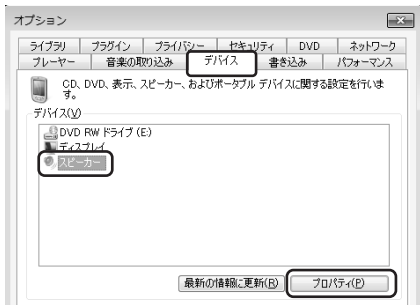 オプション
ライブラリ プラグイン プライバシー セキュリティ DVD ネットワーク
プレーヤー 音楽の取り込み デバイス 書き込み パフォーマンス
CD、DVD、表示、スピーカー、およびポータブル デバイスに関する設定を行いま
す。
デバイス(V)
DVD RW ドライブ (E:)
ディスプレイ
スピーカー
最新の情報に更新(R) プロパティ(P)